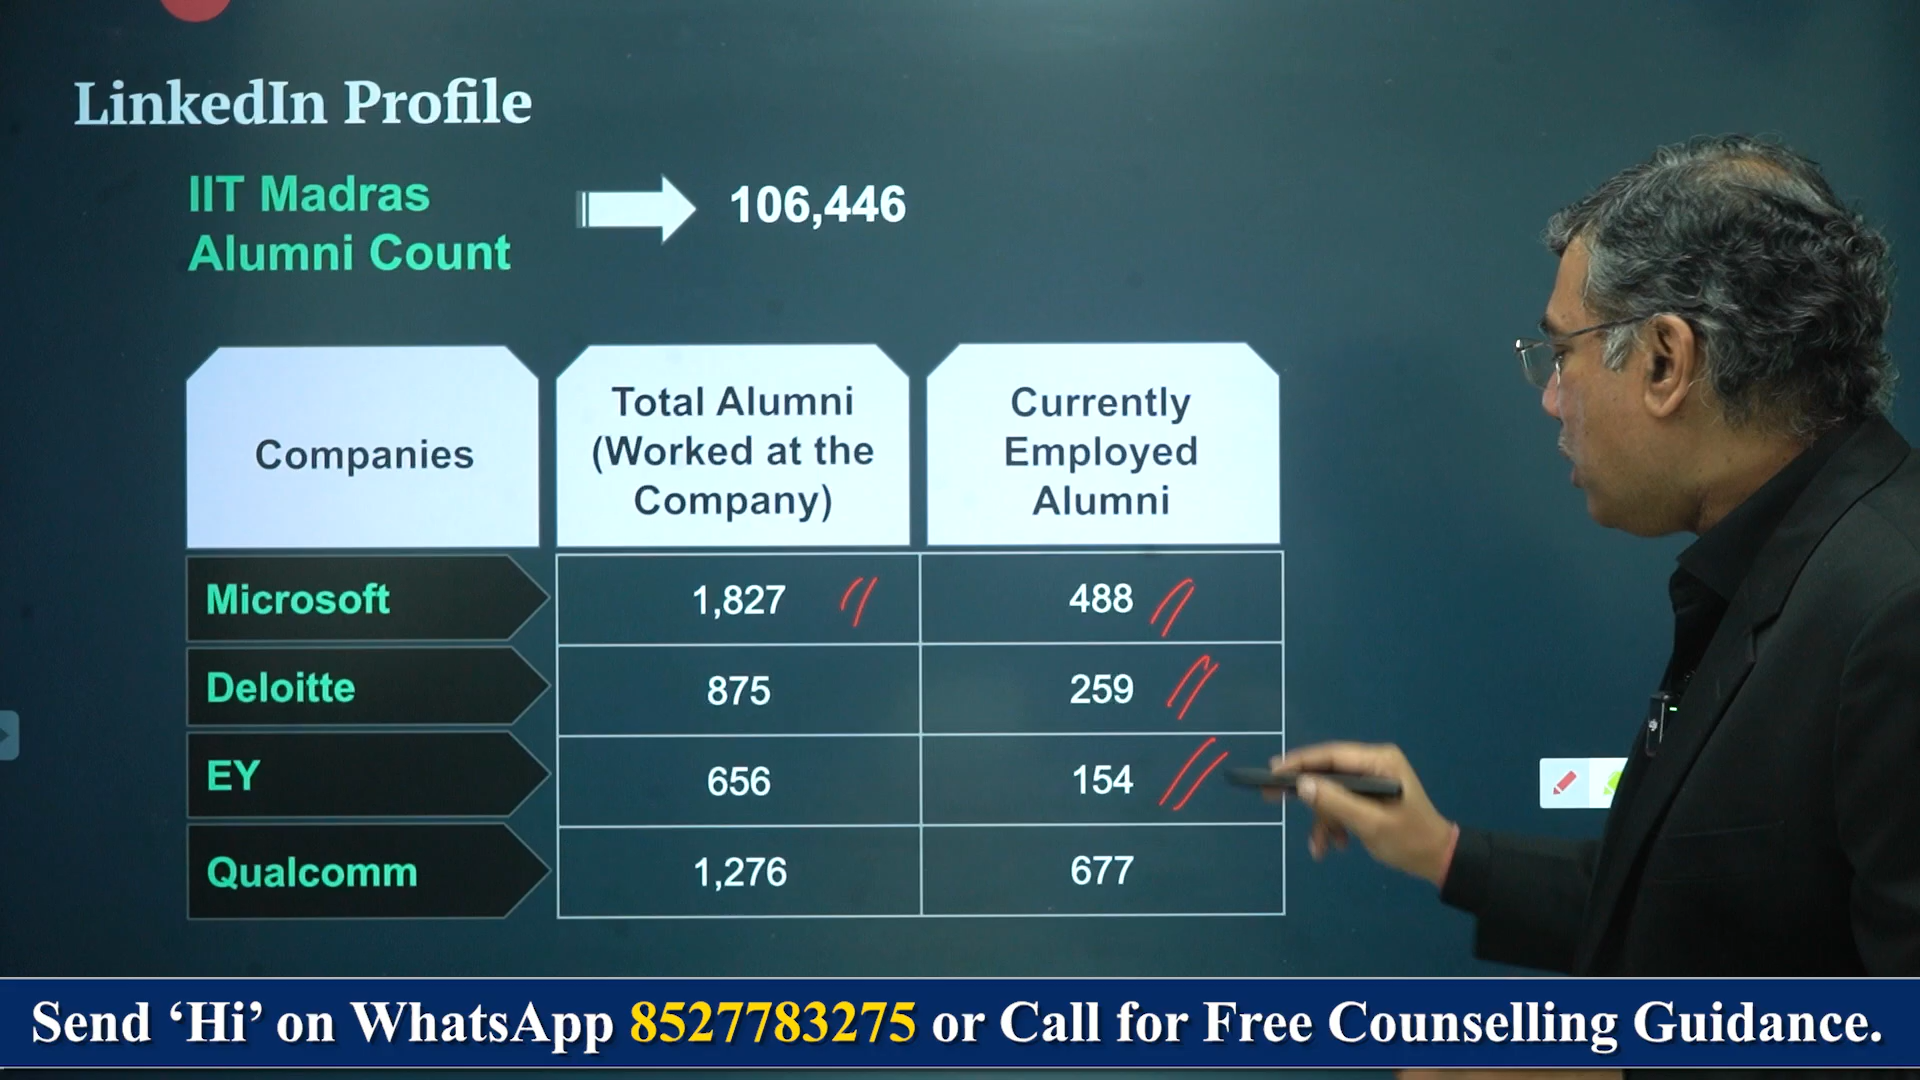 LinkedIn Profile
IIT Madras
Alumni Count
106,446
Companies
Total Alumni
(Worked at the
Company)
Currently
Employed
Alumni
Microsoft
1,827
488
Deloitte
875
259
EY
656
154
Qualcomm
1,276
677
Send ‘Hi’ on WhatsApp 8527783275 or Call for Free Counselling Guidance.